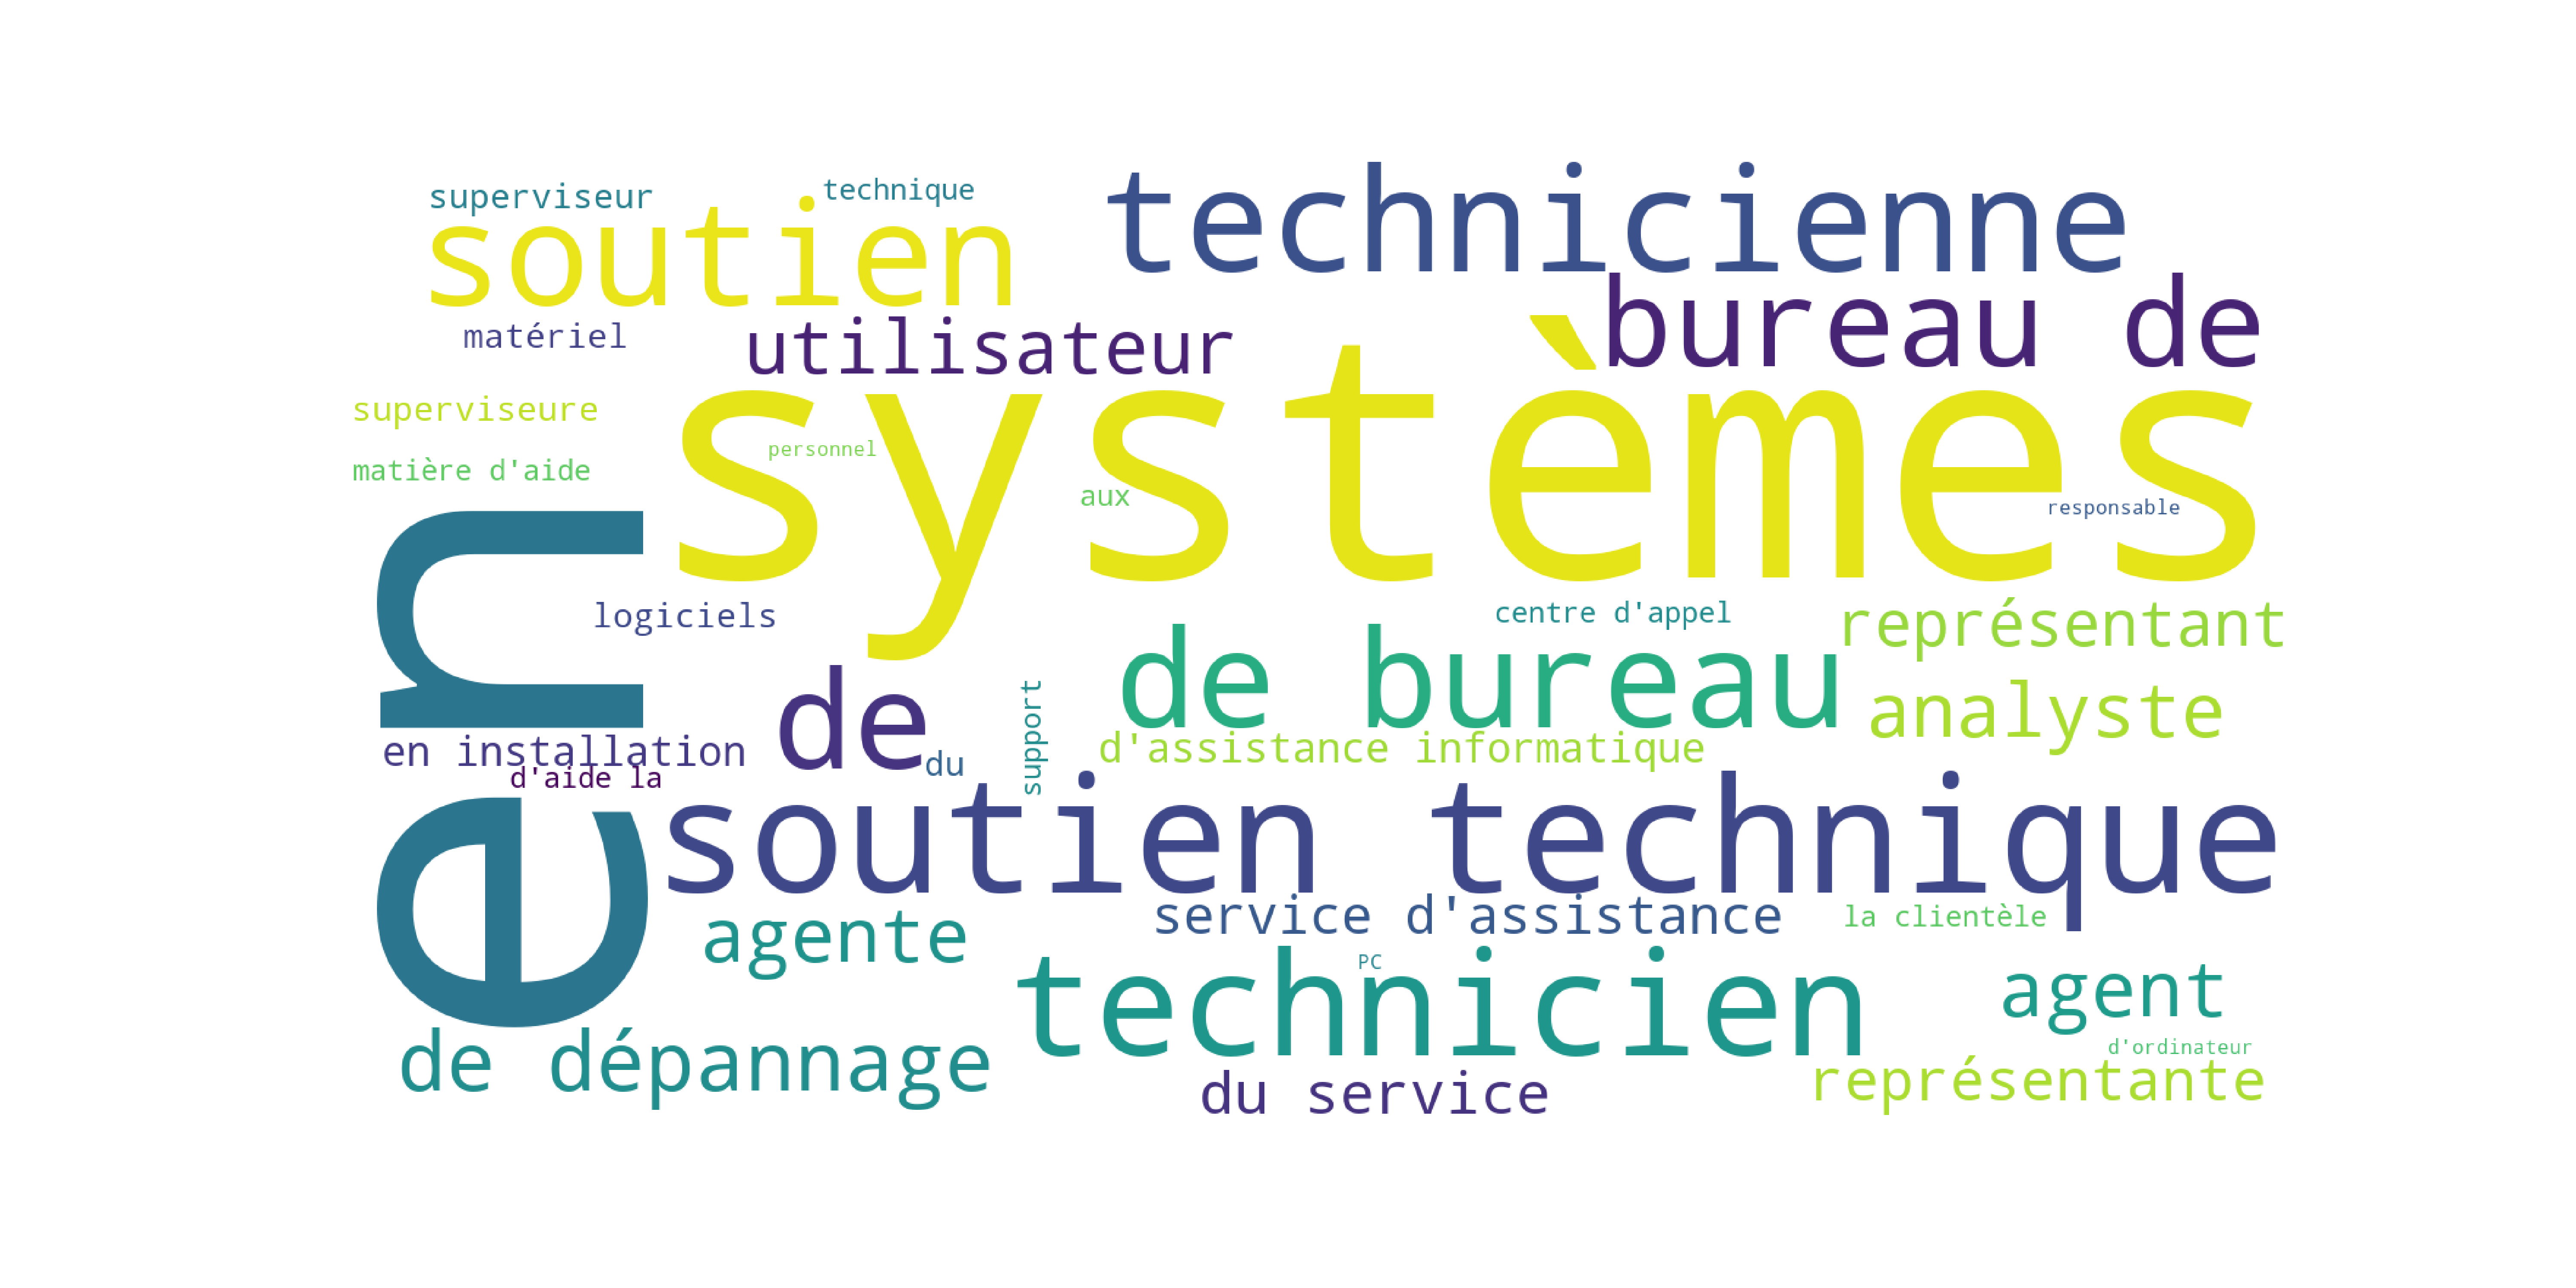 superviseur
technique
technicienne
soutien
bureau de
matériel
utilisateur
systèmes
superviseure
personnel
matière d'aide
aux
responsable
en
logiciels
centre d'appel
représentant
de bureau
de
analyste
support
en installation
du
d'assistance informatique
d'aide la
soutien technique
service d'assistance
la clientèle
agente
technicien
PC
agent
de dépannage
d'ordinateur
du service
représentante